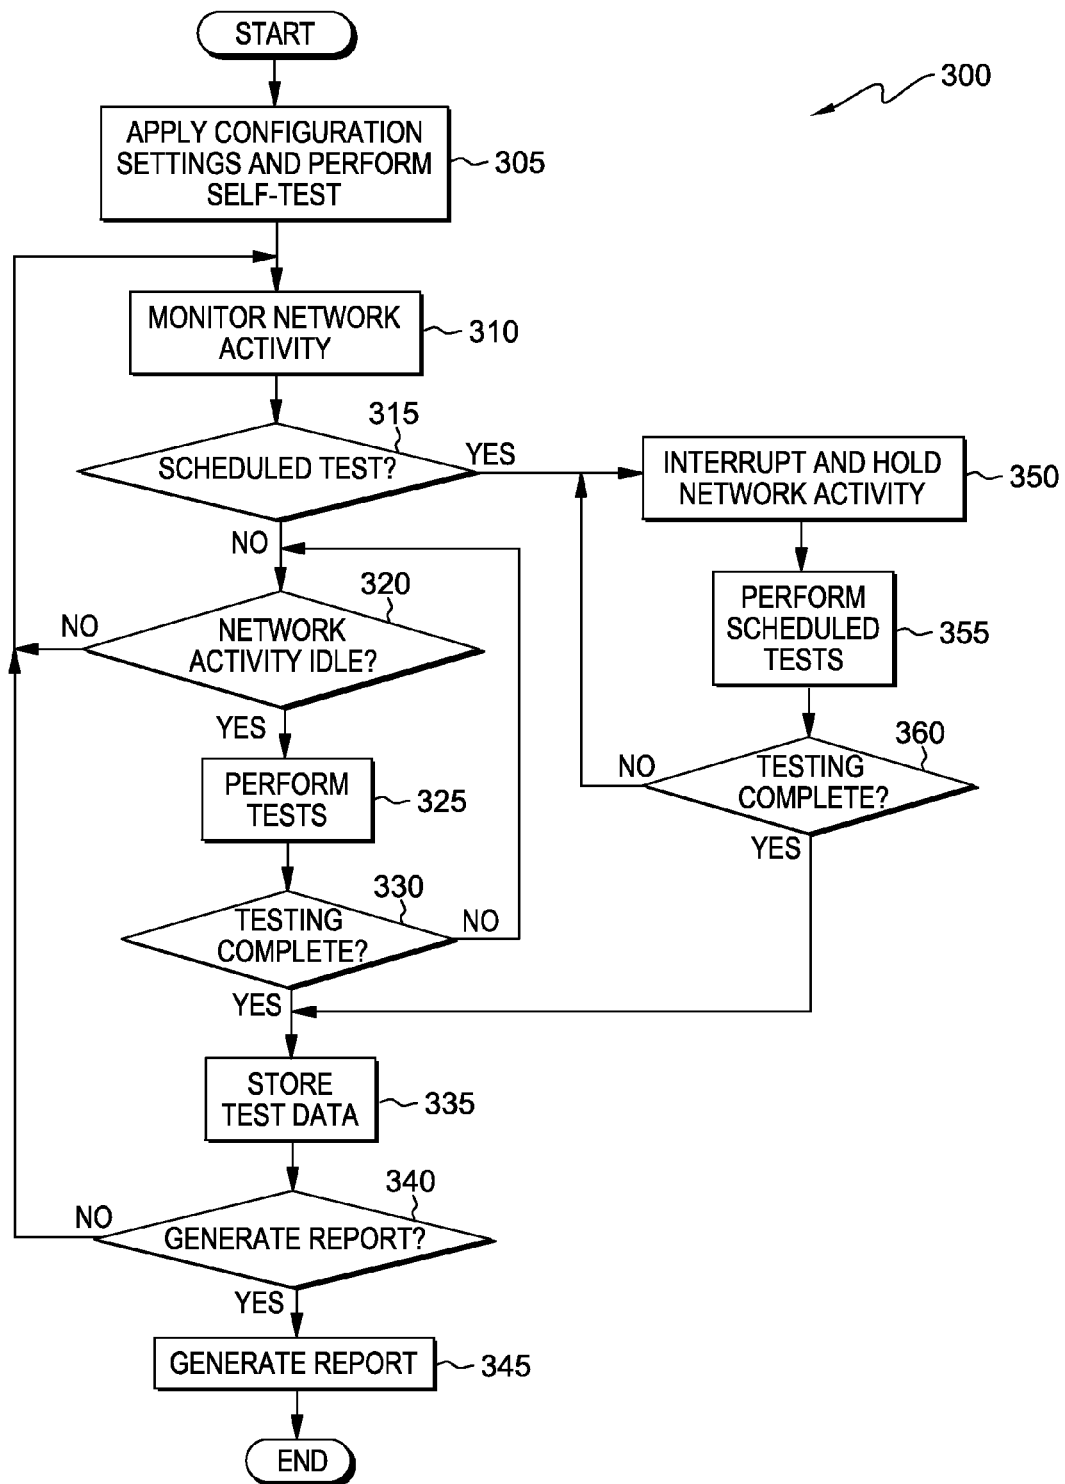 START
300
APPLY CONFIGURATION
SETTINGS AND PERFORM
SELF-TEST
305
MONITOR NETWORK
ACTIVITY
310
315
SCHEDULED TEST?
YES
INTERRUPT AND HOLD
NETWORK ACTIVITY
350
NO
320
NETWORK
ACTIVITY IDLE?
NO
PERFORM
SCHEDULED
TESTS
355
YES
PERFORM
TESTS
325
360
TESTING
COMPLETE?
NO
YES
330
TESTING
COMPLETE?
NO
YES
STORE
TEST DATA
335
340
GENERATE REPORT?
NO
YES
GENERATE REPORT
345
END